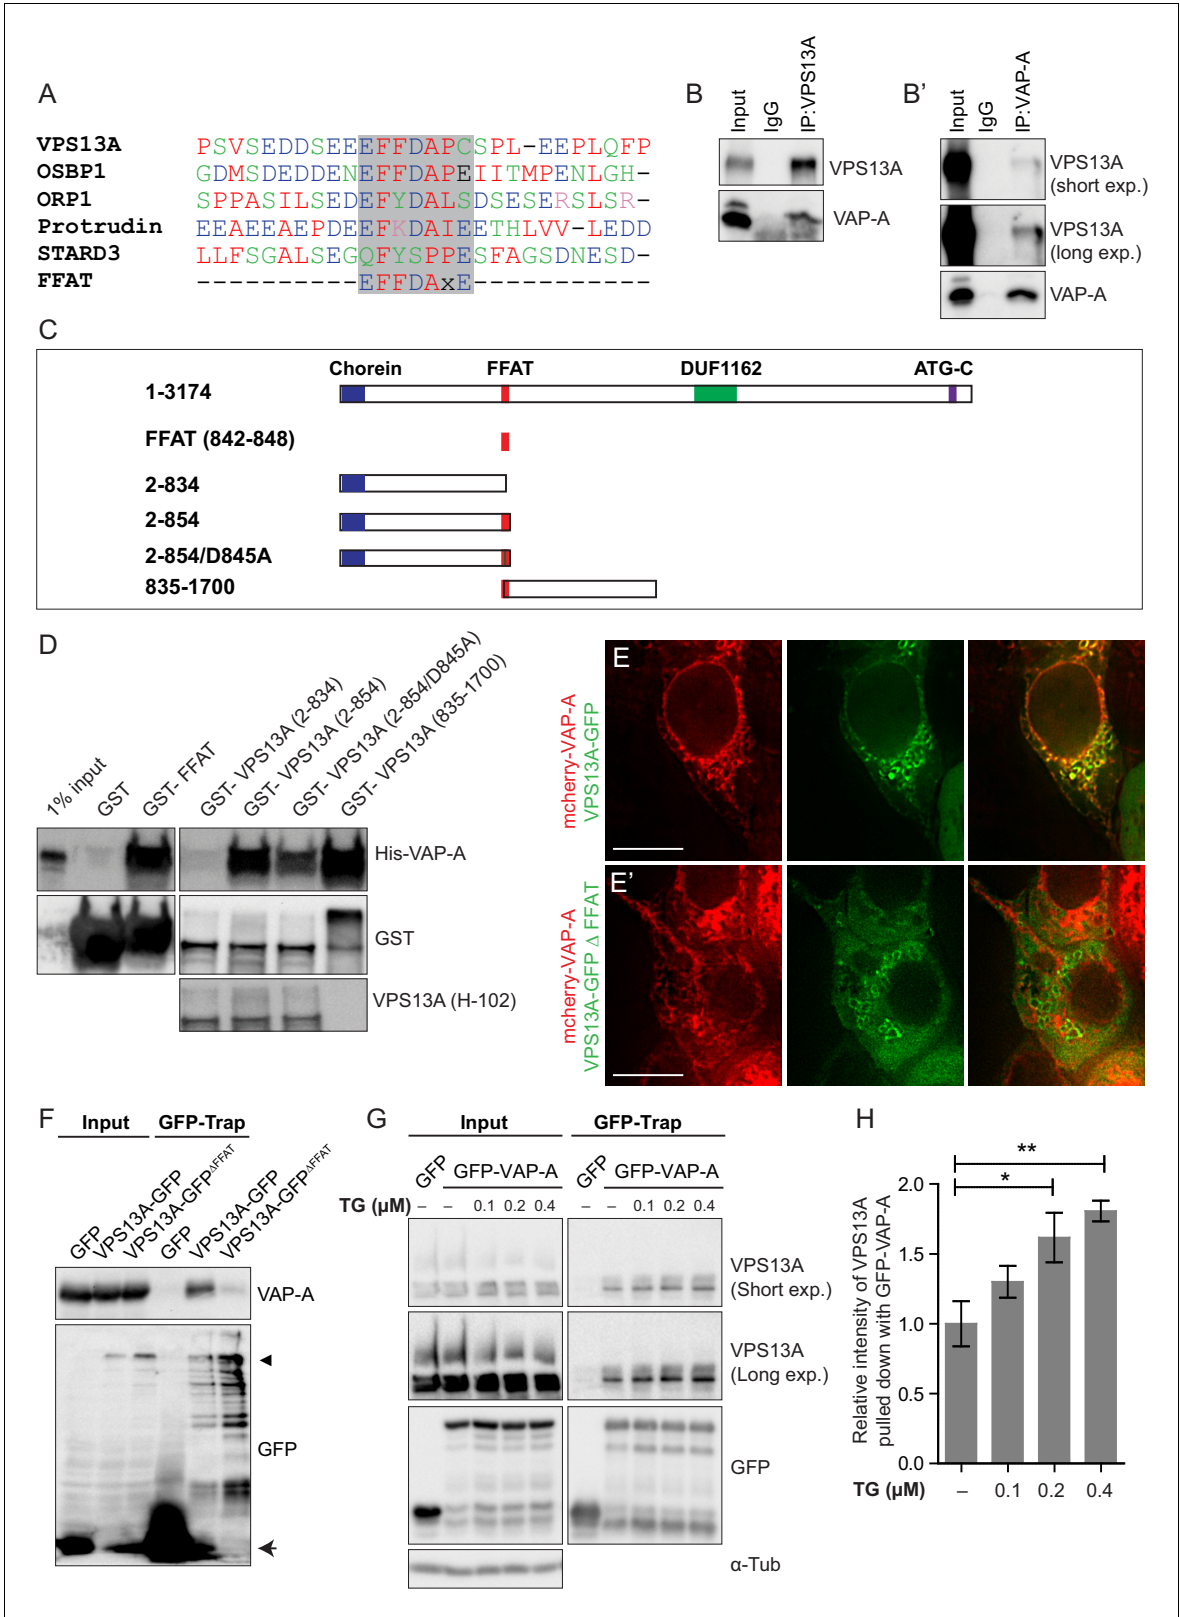 A
VPS13A PSVSEDDSEEEFFDAPCSPL-EEPLQFP
OSBP1 GDMSDEDDENEFFDAPEIITMPENLGH-
ORP1 SPPASILSEDEFYDALSDSESERSLSR-
Protrudin EEAEEAEPDEEFKDAIEETHLVV-LEDD
STARD3 LLFSGALSEGQFYSPPESFAGSDNESD-
FFAT ----------EFFDAxE-----------
B
Input
IgG
IP:VPS13A
VPS13A
VAP-A
B'
Input
IgG
IP:VAP-A
VPS13A
(short exp.)
VPS13A
(long exp.)
VAP-A
C
Chorein FFAT DUF1162 ATG-C
1-3174
FFAT (842-848)
2-834
2-854
2-854/D845A
835-1700
D
1% input
GST
GST- FFAT
GST- VPS13A (2-834)
GST- VPS13A (2-854)
GST- VPS13A (2-854/D845A)
GST- VPS13A (835-1700)
His-VAP-A
GST
VPS13A (H-102)
E
mcherry-VAP-A
VPS13A-GFP
E'
mcherry-VAP-A
VPS13A-GFP Δ FFAT
F
Input GFP-Trap
GFP
VPS13A-GFP
VPS13A-GFPΔFFAT
GFP
VPS13A-GFP
VPS13A-GFPΔFFAT
VAP-A
GFP
G
Input GFP-Trap
GFP GFP-VAP-A GFP GFP-VAP-A
TG (µM) – – 0.1 0.2 0.4 – – 0.1 0.2 0.4
VPS13A
(Short exp.)
VPS13A
(Long exp.)
GFP
α-Tub
H
Relative intensity of VPS13A
pulled down with GFP-VAP-A
**
*
2.0
1.5
1.0
0.5
0.0
TG (µM) – 0.1 0.2 0.4